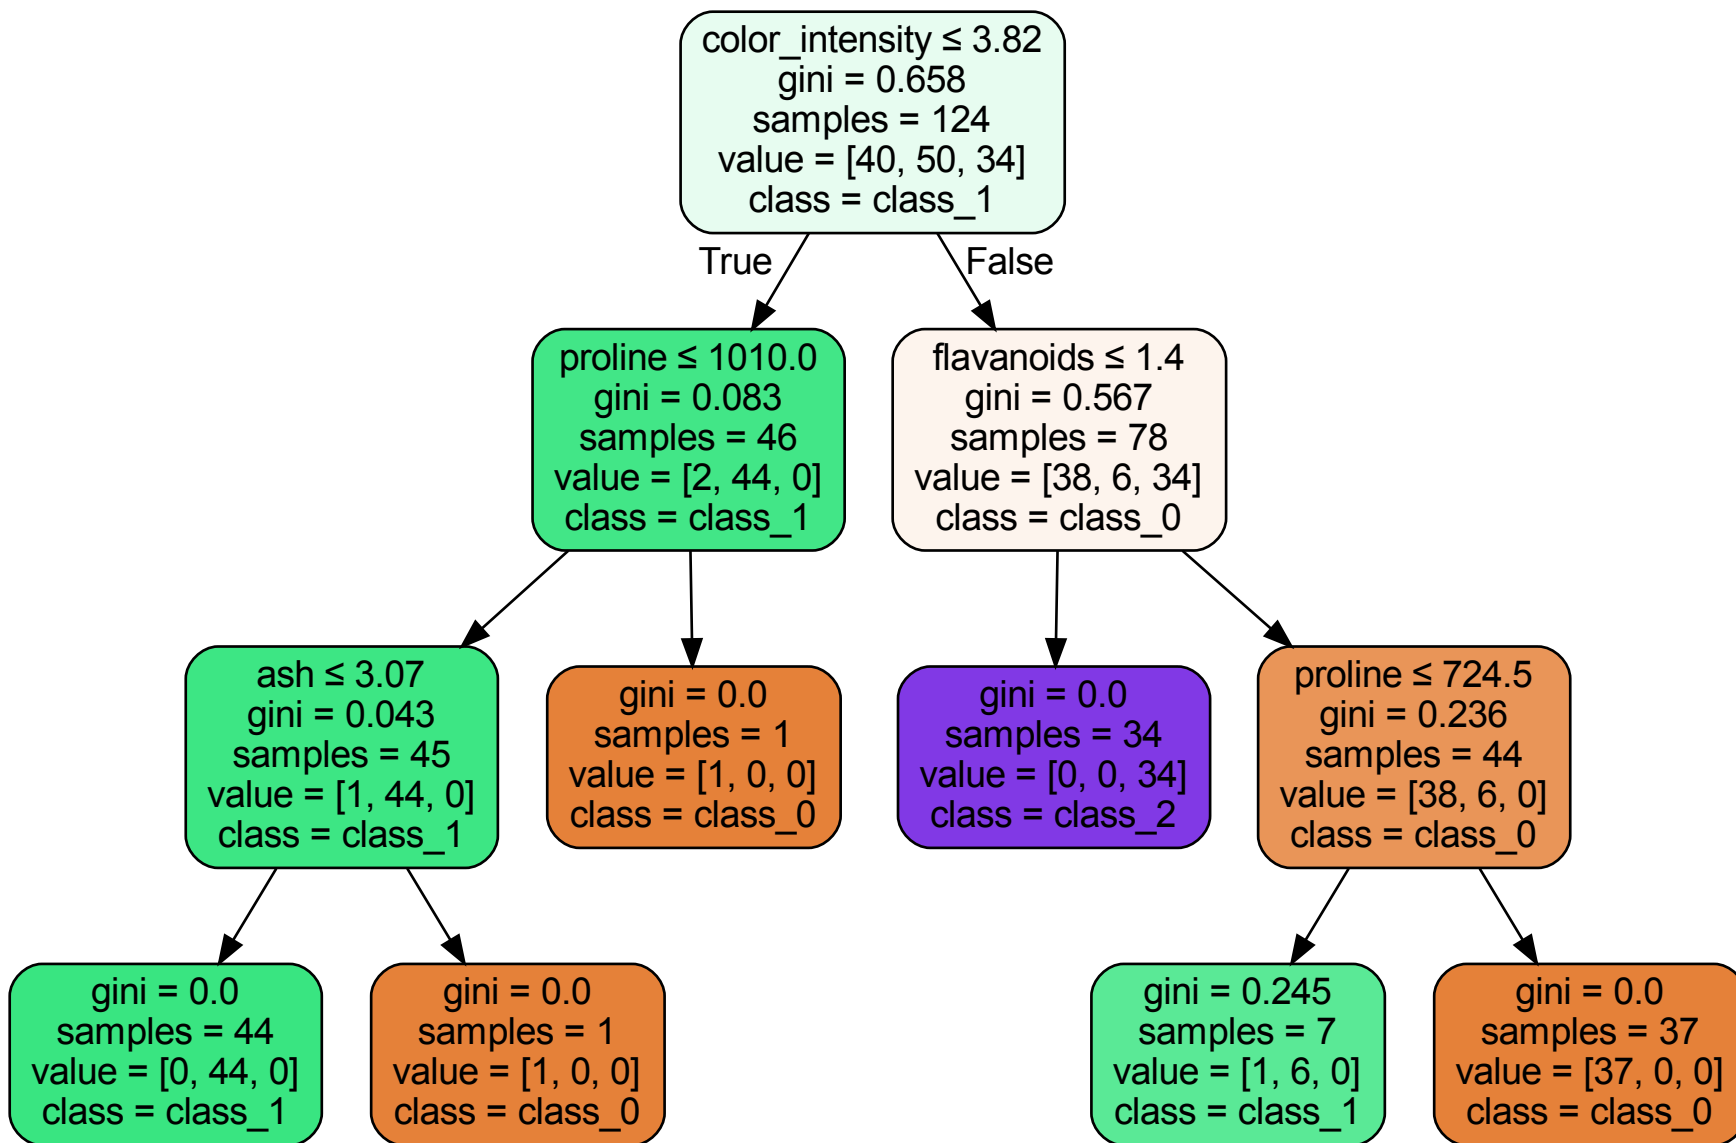 color_intensity ≤ 3.82
gini = 0.658
samples = 124
value = [40, 50, 34]
class = class_1
True
False
proline ≤ 1010.0
gini = 0.083
samples = 46
value = [2, 44, 0]
class = class_1
flavanoids ≤ 1.4
gini = 0.567
samples = 78
value = [38, 6, 34]
class = class_0
ash ≤ 3.07
gini = 0.043
samples = 45
value = [1, 44, 0]
class = class_1
gini = 0.0
samples = 1
value = [1, 0, 0]
class = class_0
gini = 0.0
samples = 34
value = [0, 0, 34]
class = class_2
proline ≤ 724.5
gini = 0.236
samples = 44
value = [38, 6, 0]
class = class_0
gini = 0.0
samples = 44
value = [0, 44, 0]
class = class_1
gini = 0.0
samples = 1
value = [1, 0, 0]
class = class_0
gini = 0.245
samples = 7
value = [1, 6, 0]
class = class_1
gini = 0.0
samples = 37
value = [37, 0, 0]
class = class_0